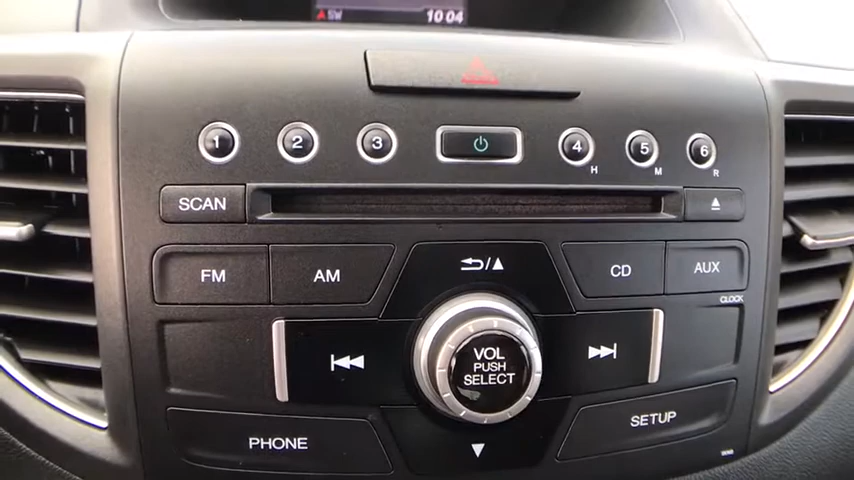 SW 10:04
1 2 3 4 5 6
H M R
SCAN
FM AM CD AUX
CLOCK
VOL
PUSH
SELECT
PHONE SETUP